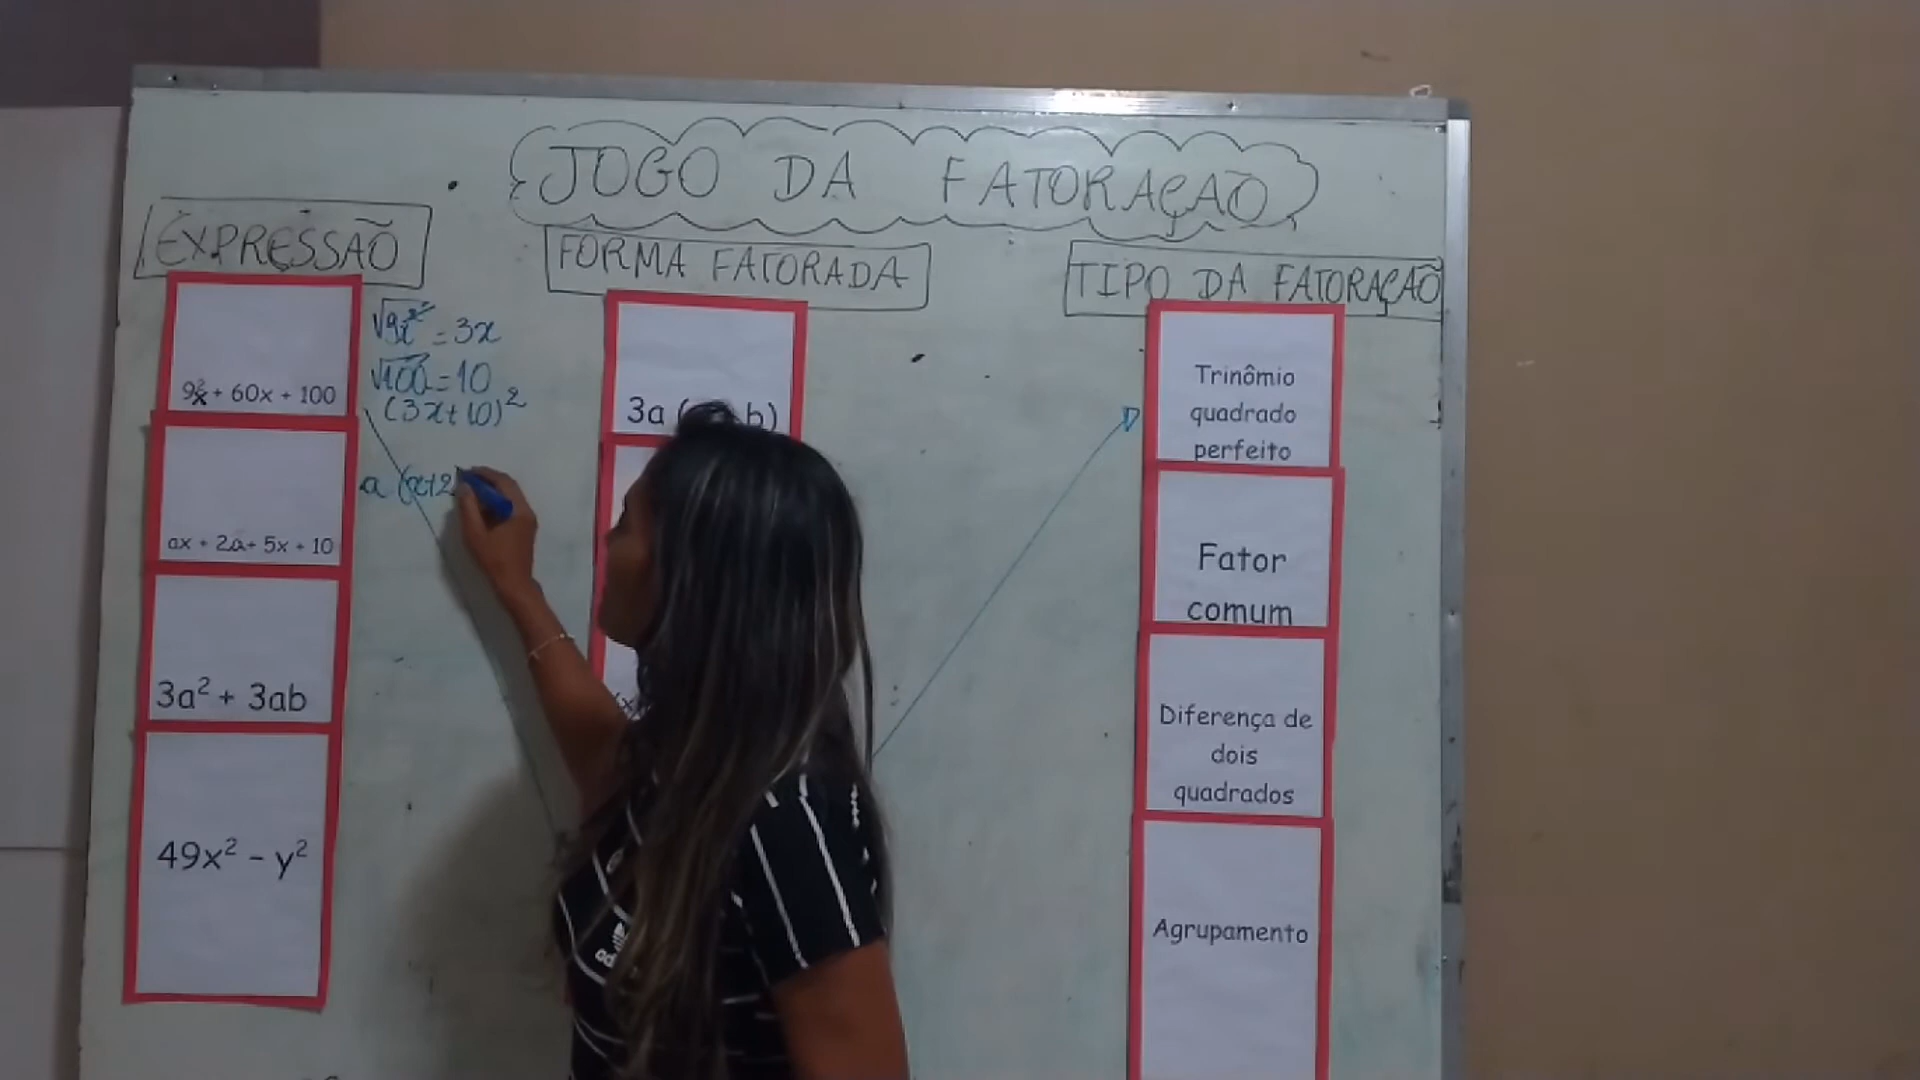 JOGO DA FATORAÇÃO
EXPRESSÃO
9x² + 60x + 100
ax + 2a + 5x + 10
3a² + 3ab
49x² - y²
√9x² = 3x
√100 = 10
(3x+10)²
a (x+2
FORMA FATORADA
3a ( b)
TIPO DA FATORAÇÃO
Trinômio
quadrado
perfeito
Fator
comum
Diferença de
dois
quadrados
Agrupamento